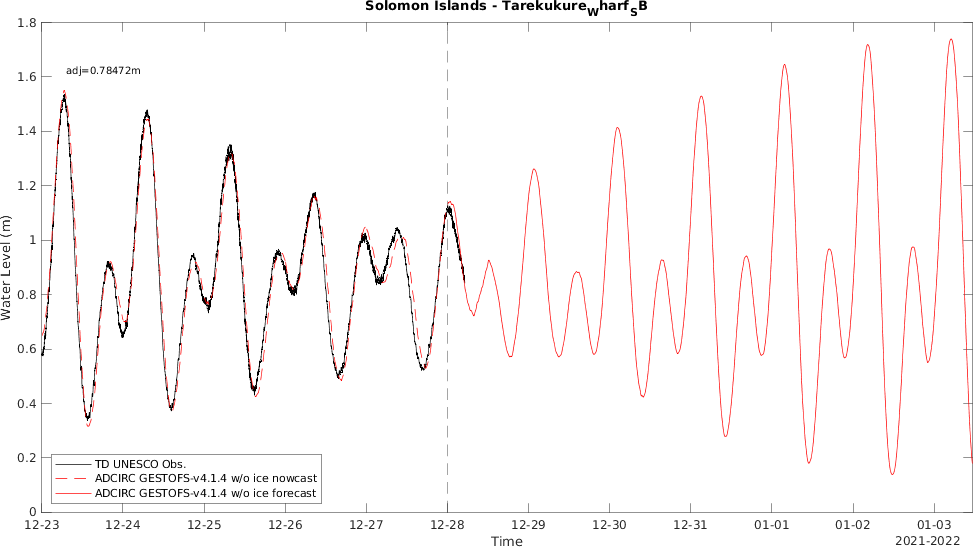 Solomon Islands - TarekukureWharfSB
adj=0.78472m
Water Level (m)
1.8
1.6
1.4
1.2
1
0.8
0.6
0.4
0.2
0
TD UNESCO Obs.
ADCIRC GESTOFS-v4.1.4 w/o ice nowcast
ADCIRC GESTOFS-v4.1.4 w/o ice forecast
12-23 12-24 12-25 12-26 12-27 12-28 12-29 12-30 12-31 01-01 01-02 01-03
Time
2021-2022